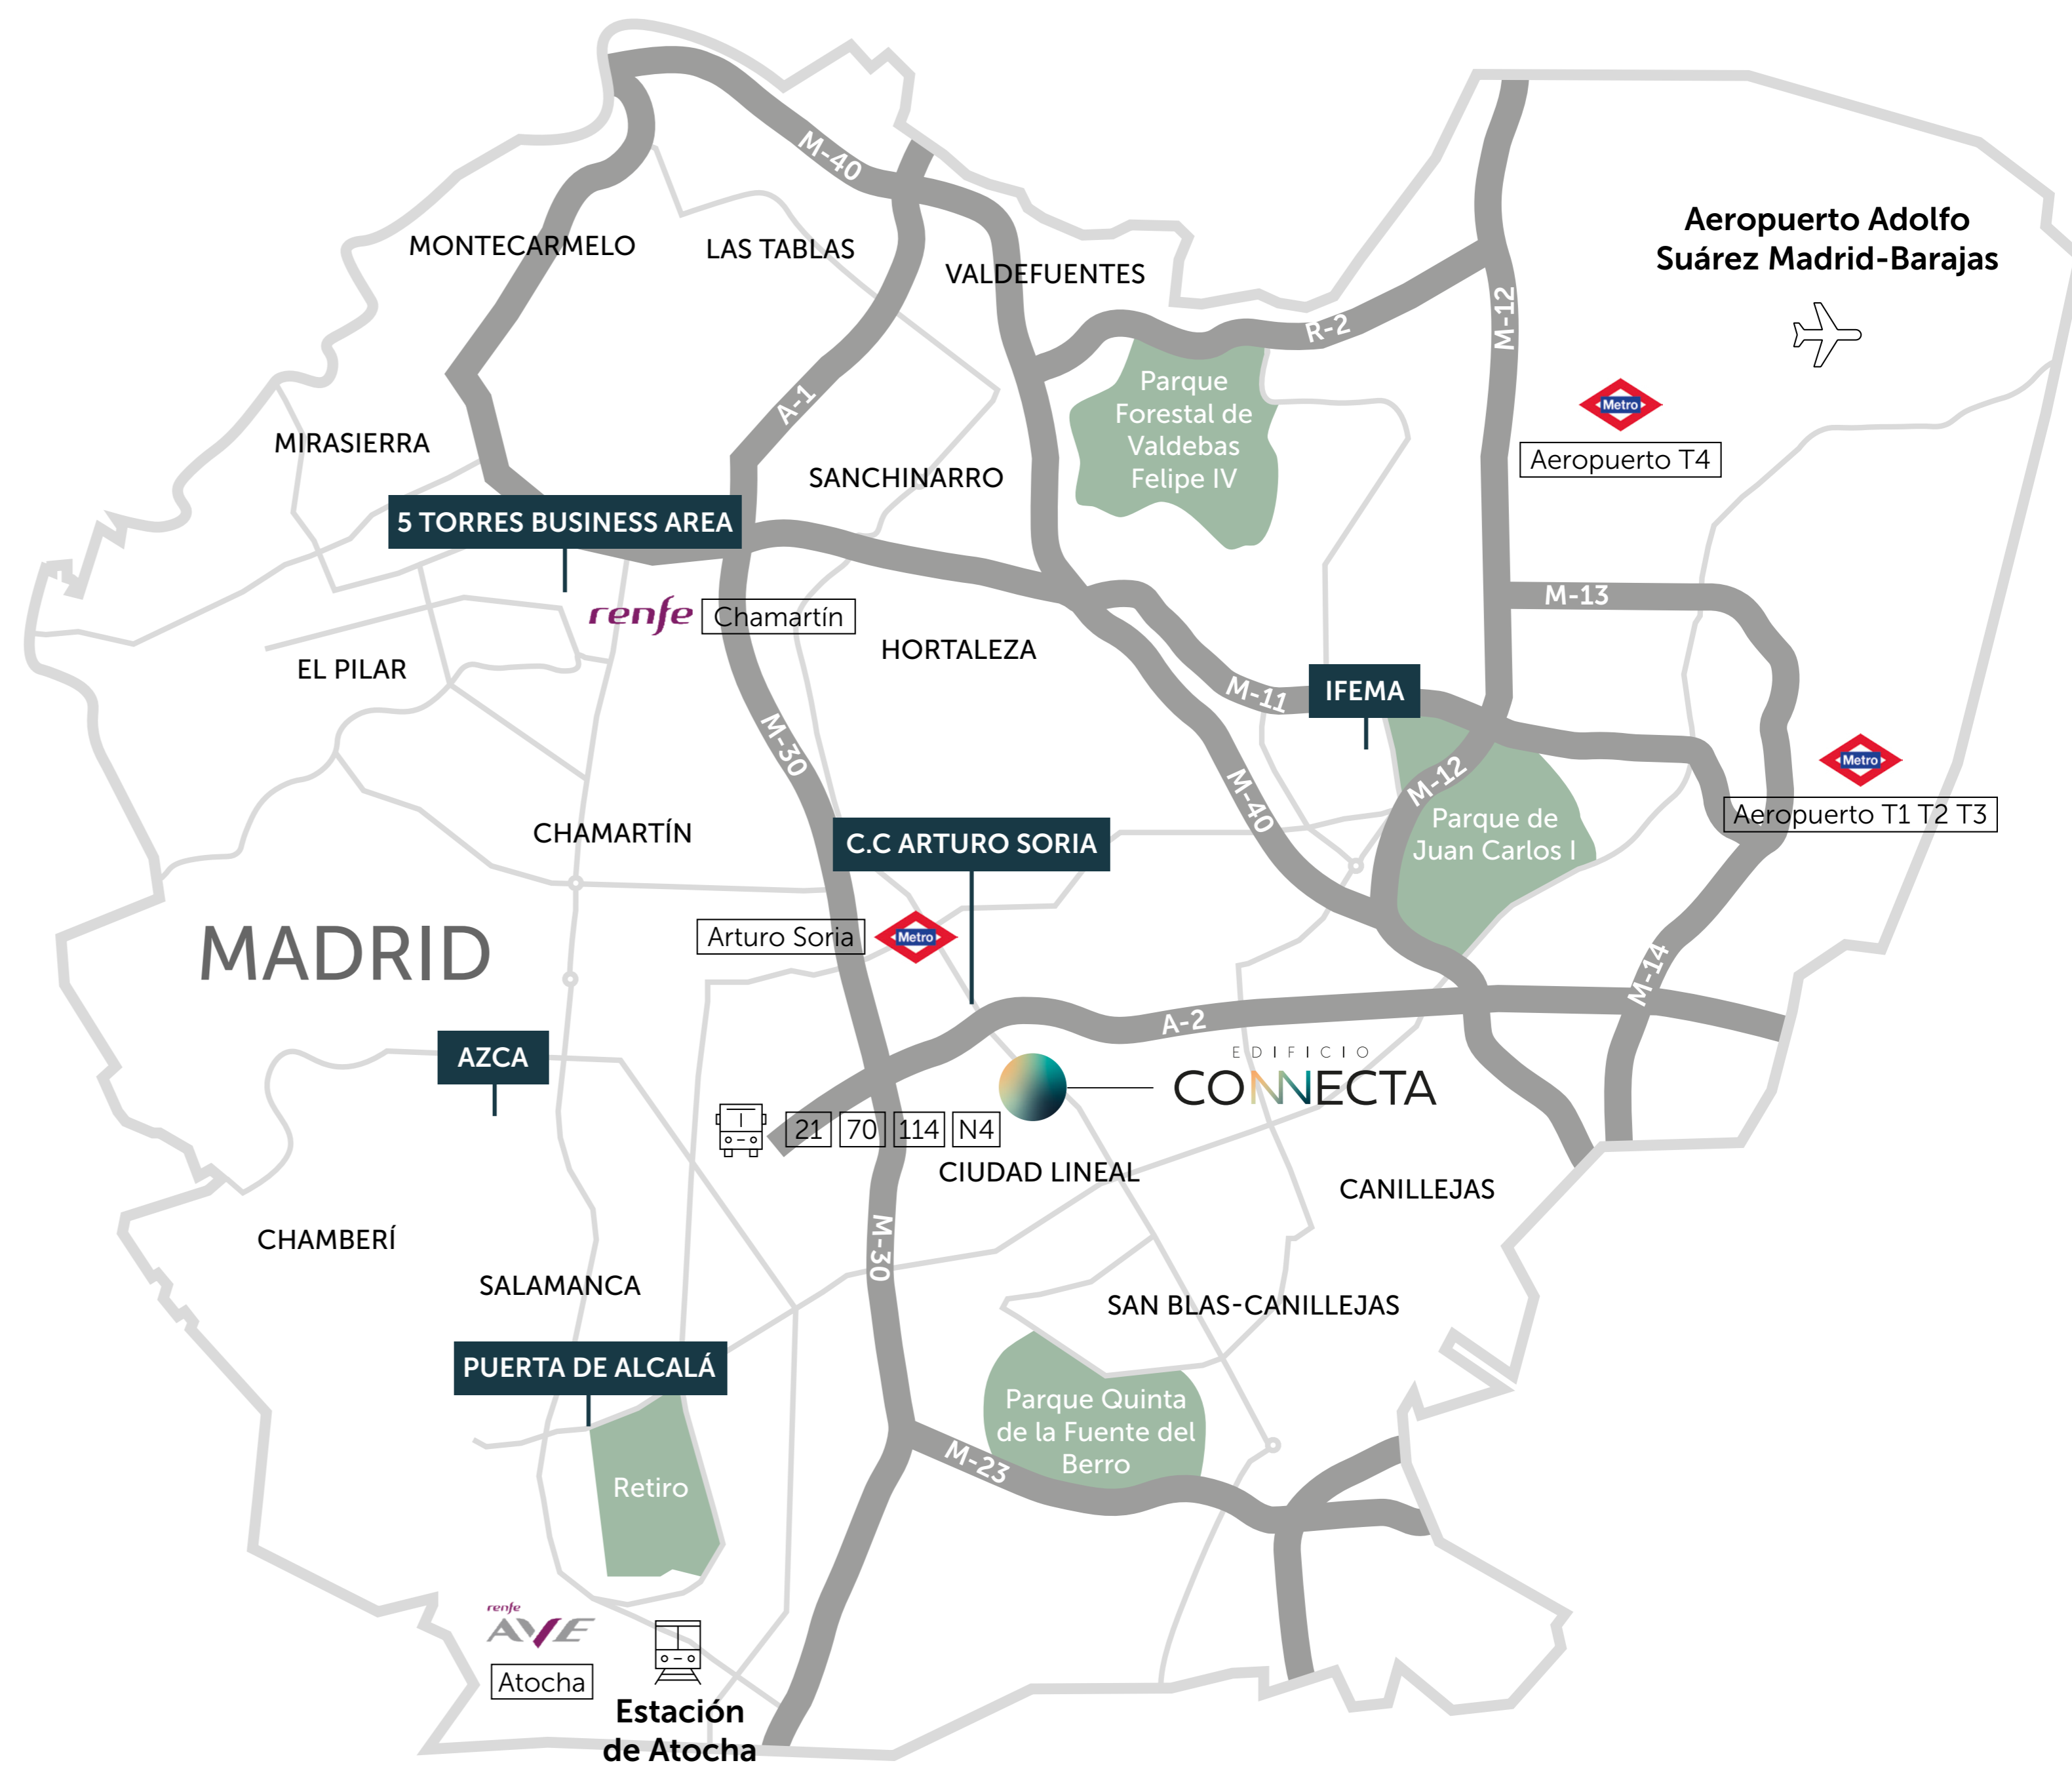 M-40
Aeropuerto Adolfo
Suárez Madrid-Barajas
MONTECARMELO
LAS TABLAS
VALDEFUENTES
M-12
R-2
A-1
Parque
Forestal de
Valdebas
Felipe IV
Metro
Aeropuerto T4
MIRASIERRA
SANCHINARRO
5 TORRES BUSINESS AREA
renfe
Chamartín
M-13
HORTALEZA
EL PILAR
M-11
IFEMA
M-30
M-40
M-12
Metro
Aeropuerto T1 T2 T3
Parque de
Juan Carlos I
CHAMARTÍN
C.C ARTURO SORIA
Arturo Soria
Metro
MADRID
M-14
A-2
AZCA
EDIFICIO
CONNECTA
21
70
114
N4
CIUDAD LINEAL
CANILLEJAS
CHAMBERÍ
M-30
SALAMANCA
SAN BLAS-CANILLEJAS
PUERTA DE ALCALÁ
Parque Quinta
de la Fuente del
Berro
M-23
Retiro
renfe
AVE
Atocha
Estación
de Atocha